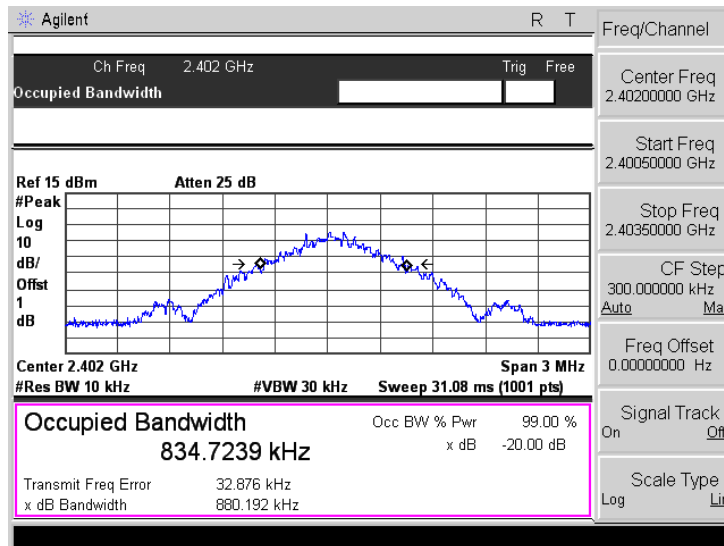 Agilent R T
Ch Freq 2.402 GHz Trig Free
Occupied Bandwidth
Ref 15 dBm Atten 25 dB
#Peak
Log
10
dB/
Offst
1
dB
Center 2.402 GHz Span 3 MHz
#Res BW 10 kHz #VBW 30 kHz Sweep 31.08 ms (1001 pts)
Occupied Bandwidth
834.7239 kHz
Occ BW % Pwr 99.00 %
x dB -20.00 dB
Transmit Freq Error 32.876 kHz
x dB Bandwidth 880.192 kHz
Freq/Channel
Center Freq
2.40200000 GHz
Start Freq
2.40050000 GHz
Stop Freq
2.40350000 GHz
CF Step
300.000000 kHz
Auto Ma
Freq Offset
0.00000000 Hz
Signal Track
On Off
Scale Type
Log Lin